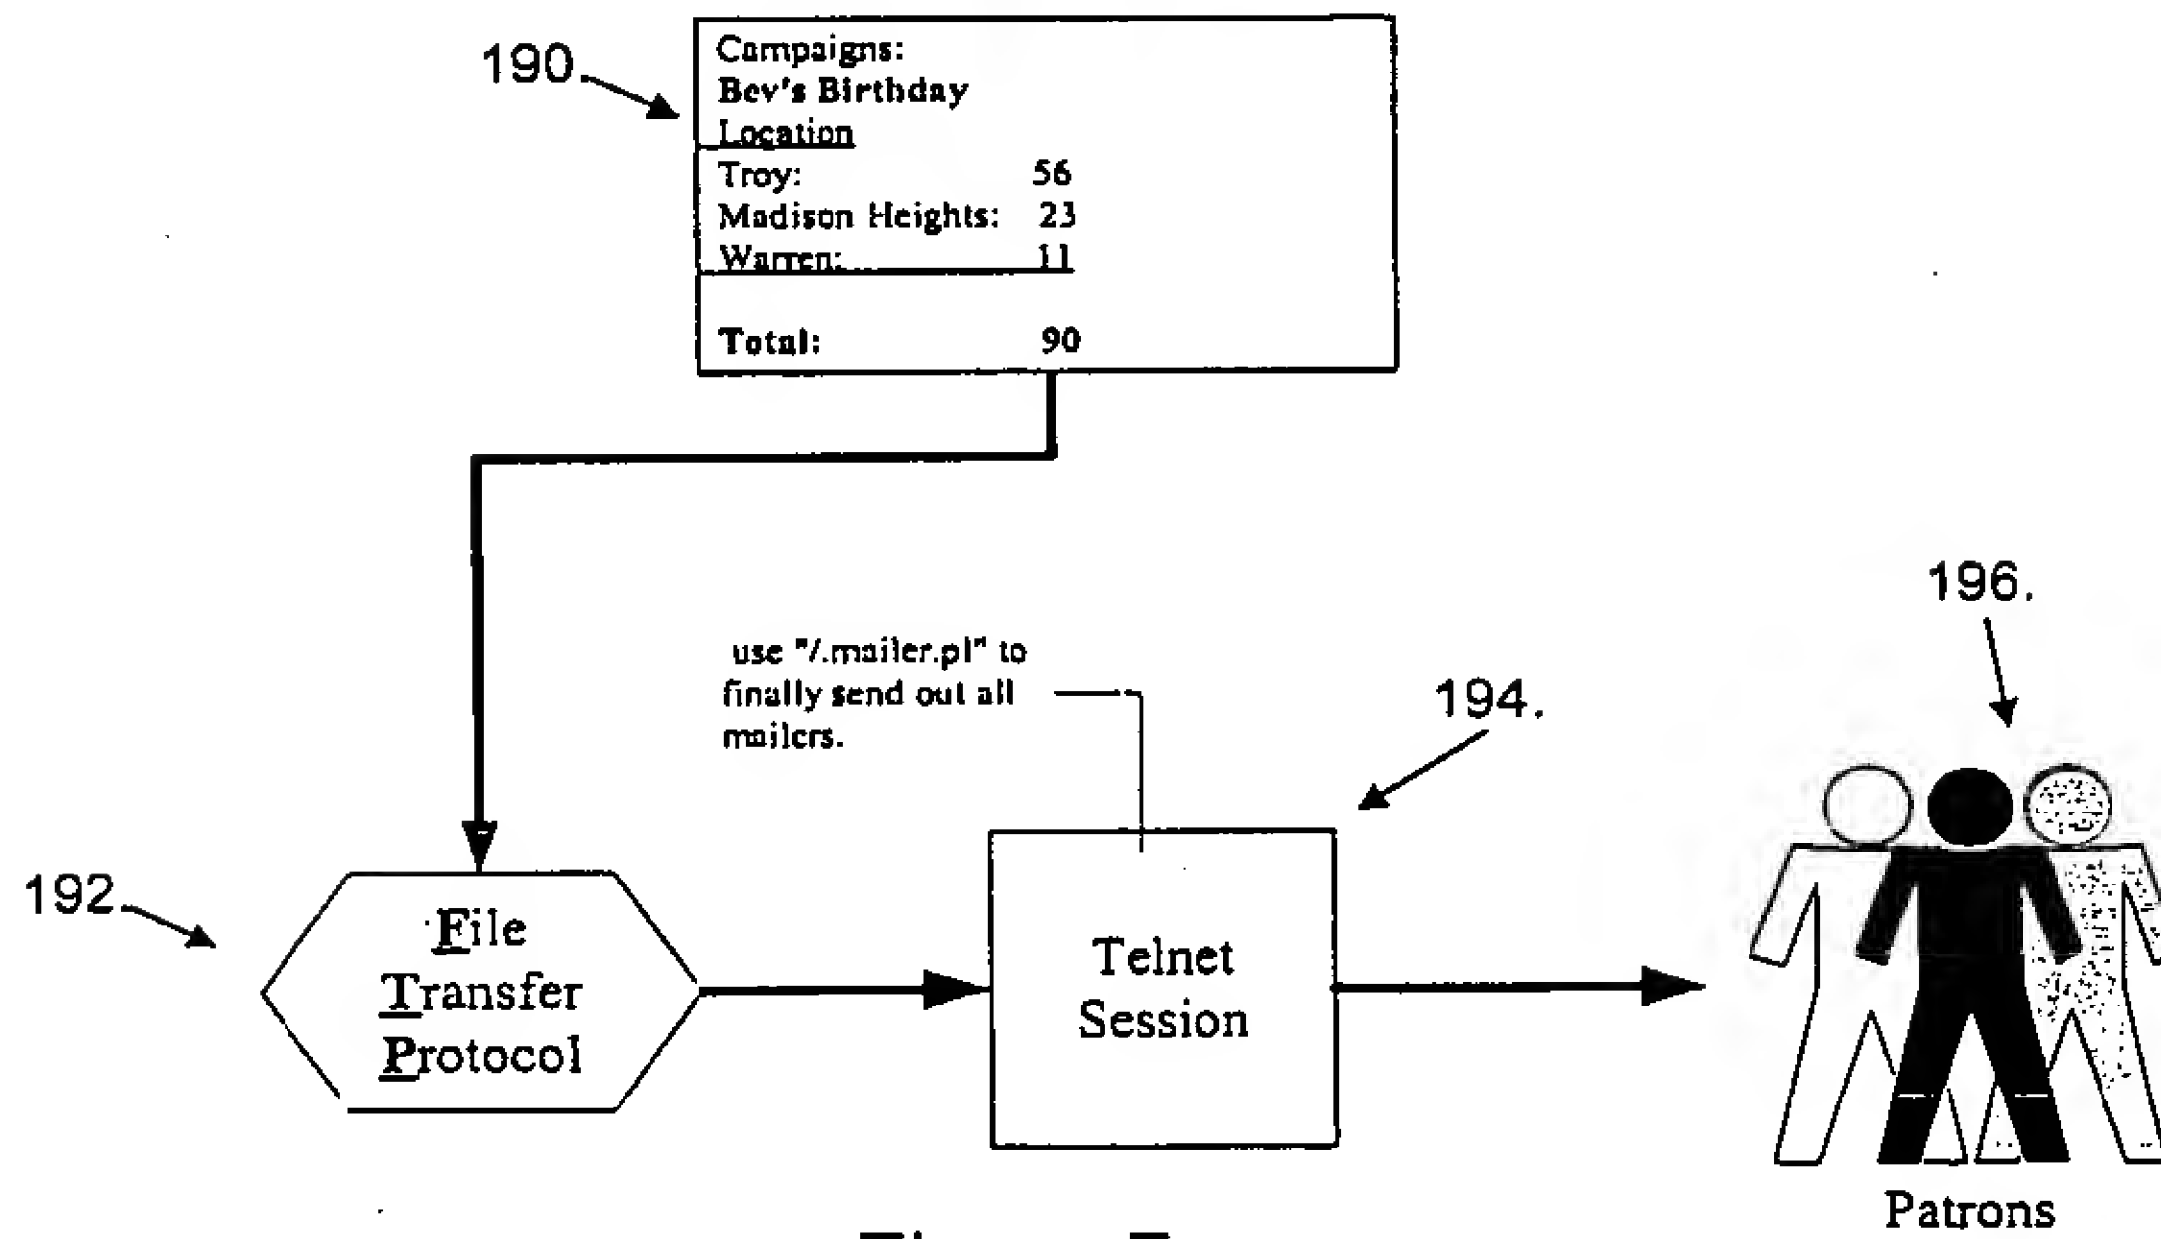 190.
Campaigns:
Bev's Birthday
Location
Troy: 56
Madison Heights: 23
Warren: 11
Total: 90
use "/.mailer.pl" to
finally send out all
mailers.
194.
196.
192.
File
Transfer
Protocol
Telnet
Session
Patrons